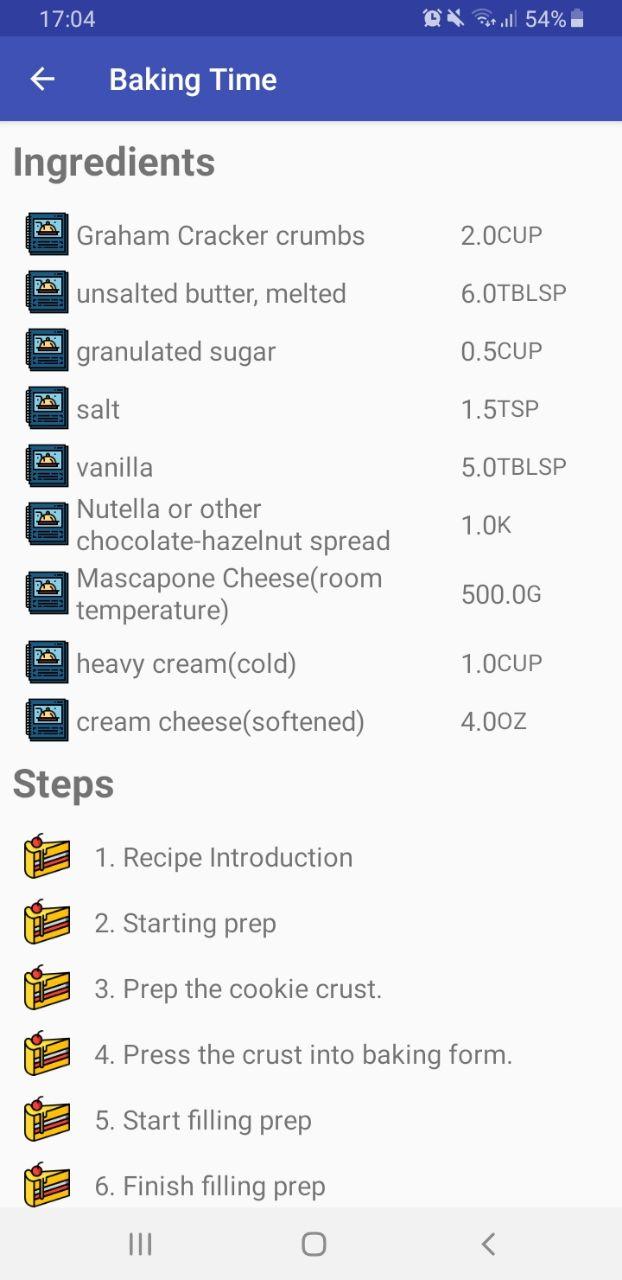 17:04 54%
Baking Time
Ingredients
Graham Cracker crumbs 2.0CUP
unsalted butter, melted 6.0TBLSP
granulated sugar 0.5CUP
salt 1.5TSP
vanilla 5.0TBLSP
Nutella or other
chocolate-hazelnut spread 1.0K
Mascapone Cheese(room
temperature) 500.0G
heavy cream(cold) 1.0CUP
cream cheese(softened) 4.0OZ
Steps
1. Recipe Introduction
2. Starting prep
3. Prep the cookie crust.
4. Press the crust into baking form.
5. Start filling prep
6. Finish filling prep